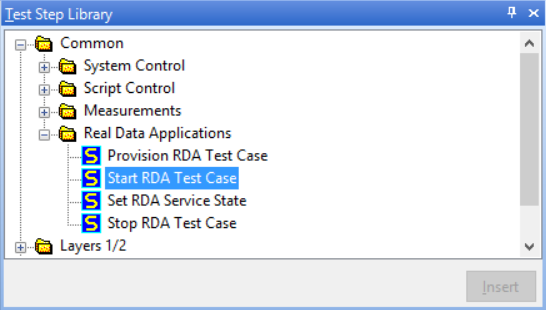 Test Step Library
Common
System Control
Script Control
Measurements
Real Data Applications
Provision RDA Test Case
Start RDA Test Case
Set RDA Service State
Stop RDA Test Case
Layers 1/2
Insert